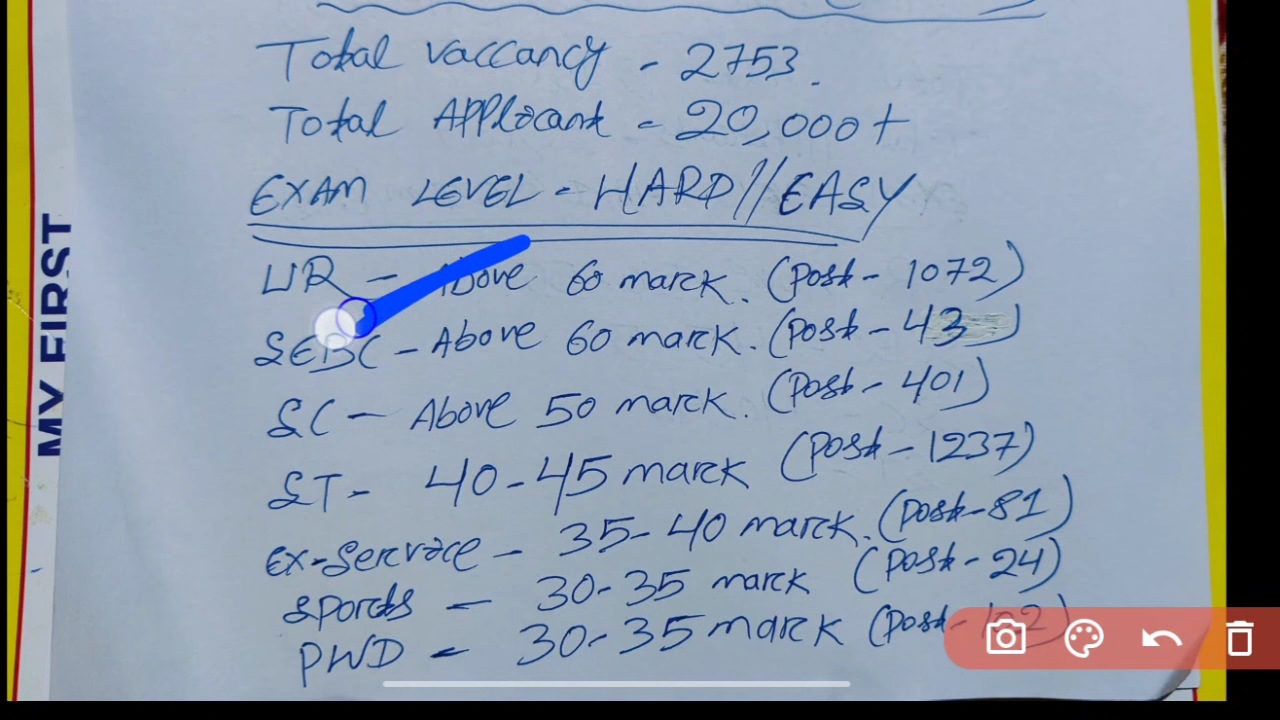 MY FIRST
Total vaccancy - 2753.
Total Applicant - 20,000+
EXAM LEVEL - HARD//EASY
UR - Above 60 mark. (Post - 1072)
SEBC - Above 60 mark. (Post - 43)
SC - Above 50 mark. (Post - 401)
ST - 40-45 mark (Post - 1237)
Ex-Service - 35-40 mark. (Post - 81)
Sports - 30-35 mark (Post - 24)
PWD - 30-35 mark (Post - 102)